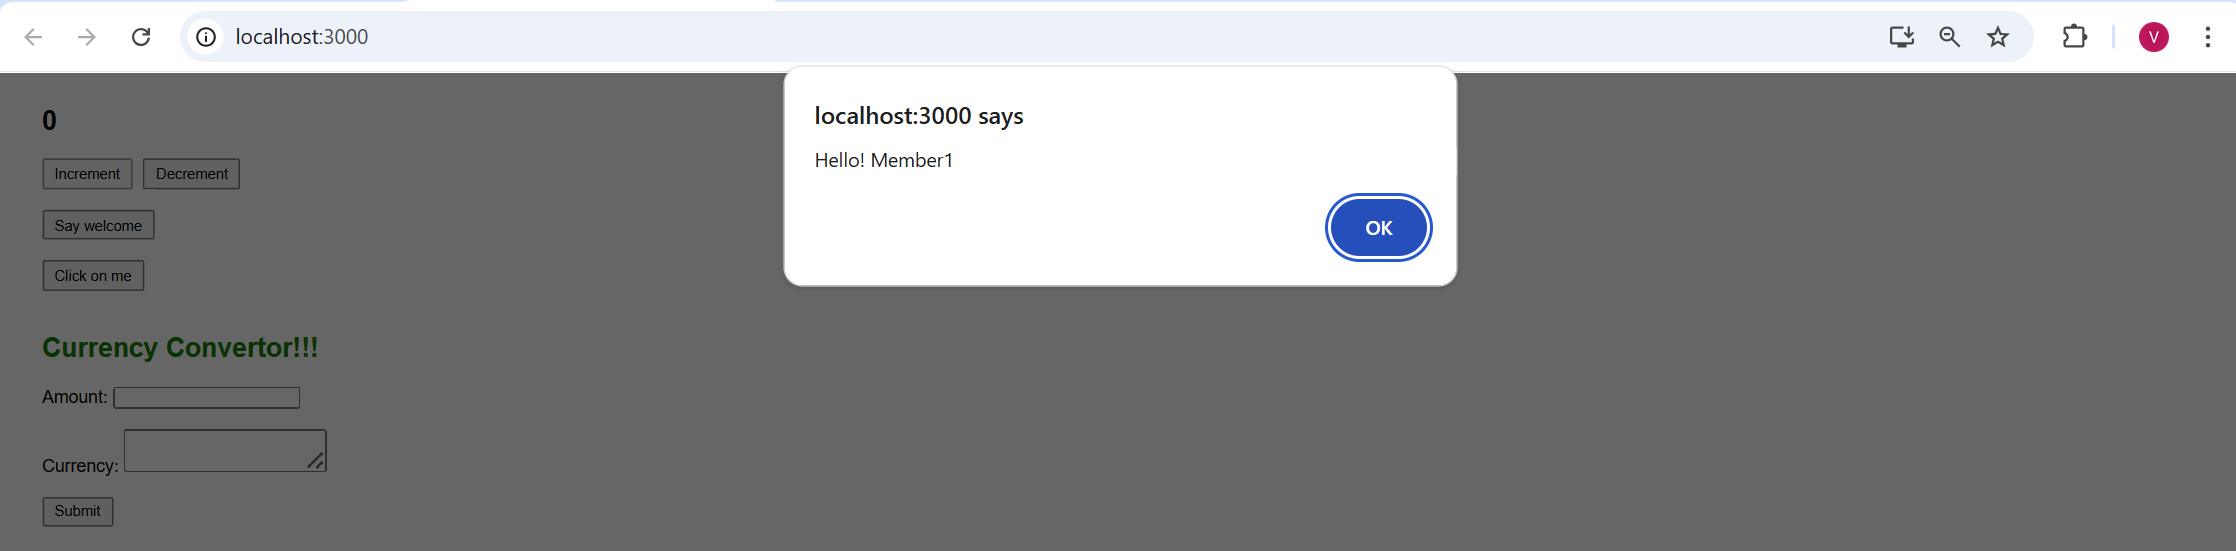 localhost:3000
V
localhost:3000 says
Hello! Member1
OK
0
Increment Decrement
Say welcome
Click on me
Currency Convertor!!!
Amount:
Currency:
Submit